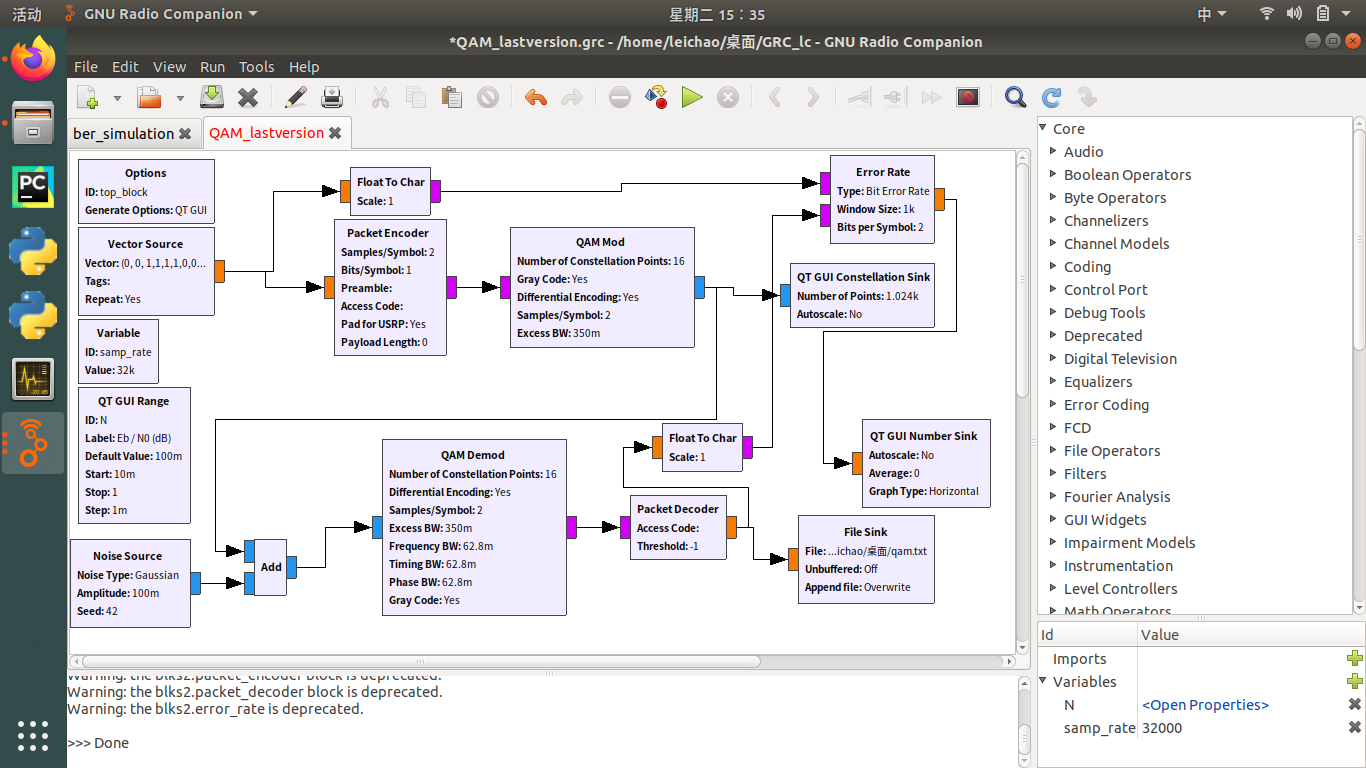 活动
GNU Radio Companion
星期二 15：35
中
*QAM_lastversion.grc - /home/leichao/桌面/GRC_lc - GNU Radio Companion
File Edit View Run Tools Help
ber_simulation
QAM_lastversion
Options
ID: top_block
Generate Options: QT GUI
Vector Source
Vector: (0, 0, 1,1,1,1,0,0...
Tags:
Repeat: Yes
Variable
ID: samp_rate
Value: 32k
QT GUI Range
ID: N
Label: Eb / N0 (dB)
Default Value: 100m
Start: 10m
Stop: 1
Step: 1m
Noise Source
Noise Type: Gaussian
Amplitude: 100m
Seed: 42
Float To Char
Scale: 1
Packet Encoder
Samples/Symbol: 2
Bits/Symbol: 1
Preamble:
Access Code:
Pad for USRP: Yes
Payload Length: 0
QAM Mod
Number of Constellation Points: 16
Gray Code: Yes
Differential Encoding: Yes
Samples/Symbol: 2
Excess BW: 350m
Error Rate
Type: Bit Error Rate
Window Size: 1k
Bits per Symbol: 2
QT GUI Constellation Sink
Number of Points: 1.024k
Autoscale: No
Add
QAM Demod
Number of Constellation Points: 16
Differential Encoding: Yes
Samples/Symbol: 2
Excess BW: 350m
Frequency BW: 62.8m
Timing BW: 62.8m
Phase BW: 62.8m
Gray Code: Yes
Float To Char
Scale: 1
Packet Decoder
Access Code:
Threshold: -1
QT GUI Number Sink
Autoscale: No
Average: 0
Graph Type: Horizontal
File Sink
File: ...ichao/桌面/qam.txt
Unbuffered: Off
Append file: Overwrite
Core
Audio
Boolean Operators
Byte Operators
Channelizers
Channel Models
Coding
Control Port
Debug Tools
Deprecated
Digital Television
Equalizers
Error Coding
FCD
File Operators
Filters
Fourier Analysis
GUI Widgets
Impairment Models
Instrumentation
Level Controllers
Math Operators
Id Value
Imports
Variables
N <Open Properties>
samp_rate 32000
Warning: the blks2.packet_encoder block is deprecated.
Warning: the blks2.packet_decoder block is deprecated.
Warning: the blks2.error_rate is deprecated.
>>> Done
PC